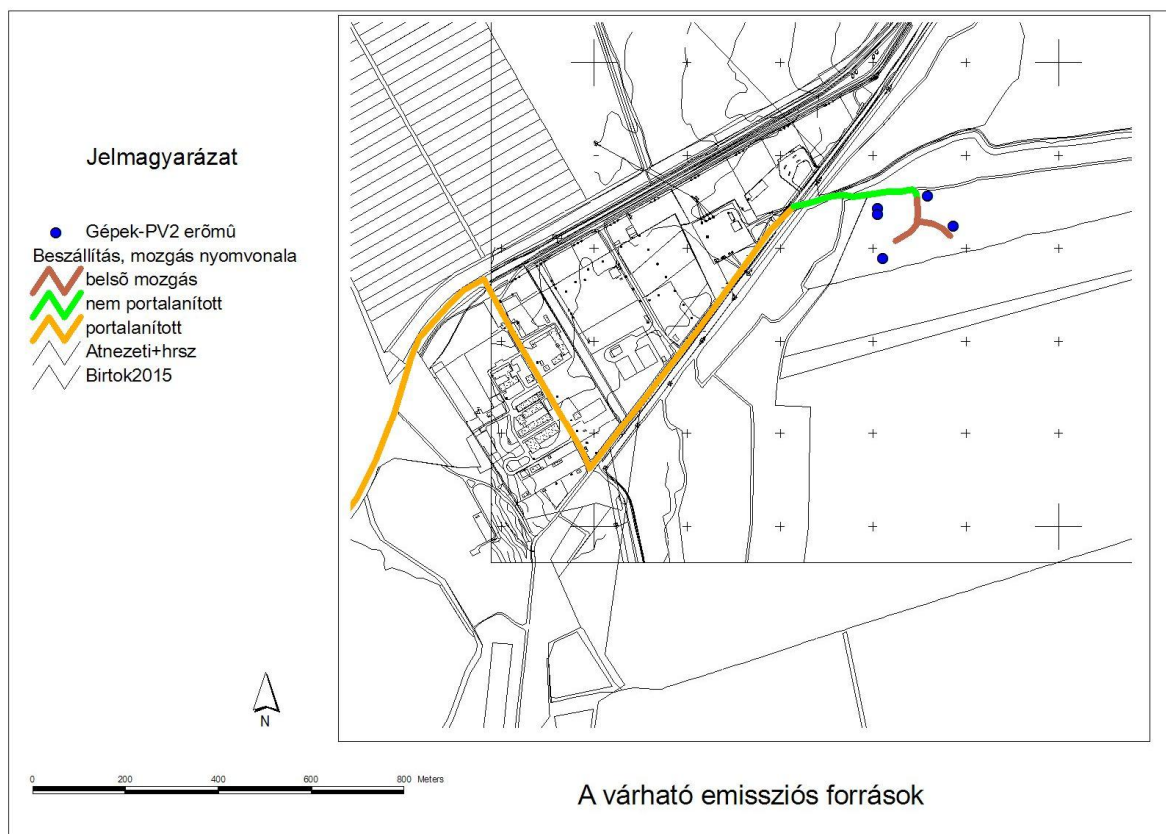 Jelmagyarázat
Gépek-PV2 erõmû
Beszállítás, mozgás nyomvonala
belsõ mozgás
nem portalanított
portalanított
Atnezeti+hrsz
Birtok2015
N
0 200 400 600 800 Meters
A várható emissziós források